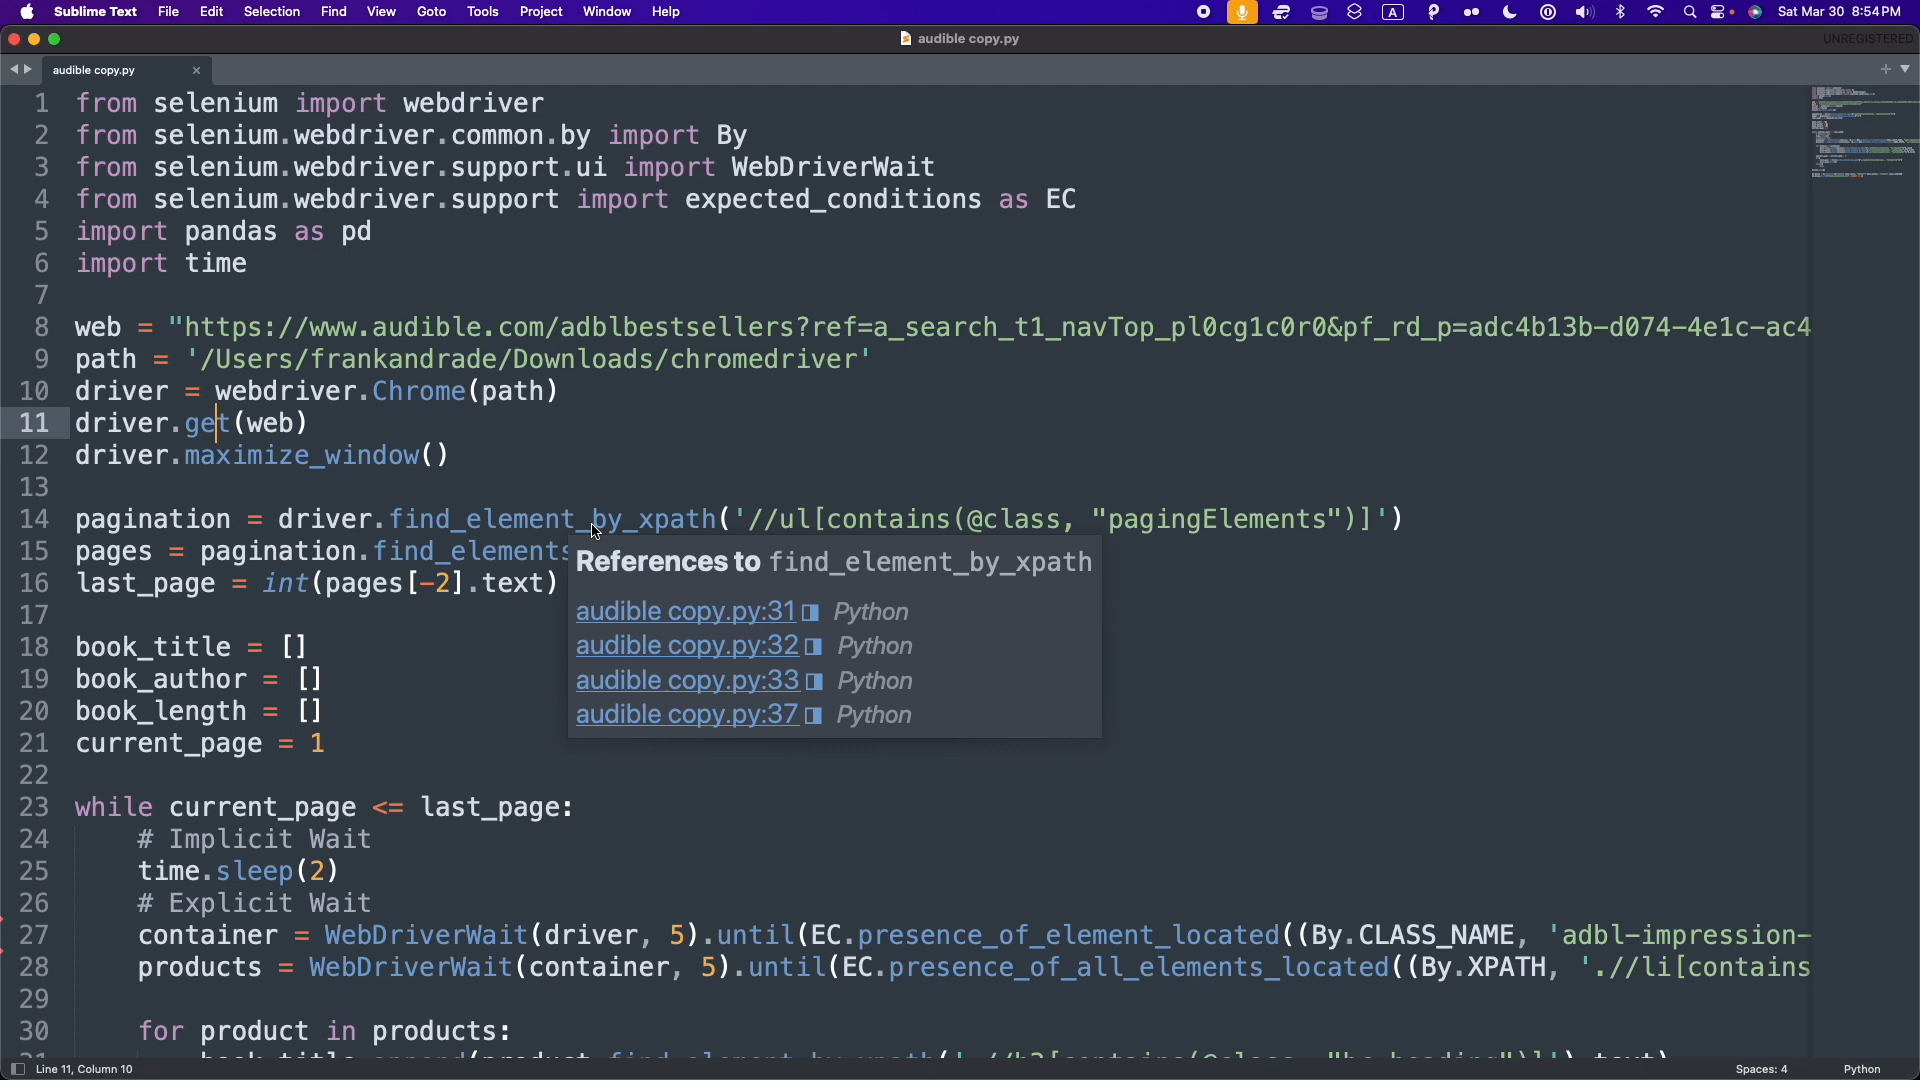 Sublime Text File Edit Selection Find View Goto Tools Project Window Help A Sat Mar 30 8:54 PM
audible copy.py UNREGISTERED
audible copy.py
1 from selenium import webdriver
2 from selenium.webdriver.common.by import By
3 from selenium.webdriver.support.ui import WebDriverWait
4 from selenium.webdriver.support import expected_conditions as EC
5 import pandas as pd
6 import time
7
8 web = "https://www.audible.com/adblbestsellers?ref=a_search_t1_navTop_pl0cg1c0r0&pf_rd_p=adc4b13b-d074-4e1c-ac4
9 path = '/Users/frankandrade/Downloads/chromedriver'
10 driver = webdriver.Chrome(path)
11 driver.get(web)
12 driver.maximize_window()
13
14 pagination = driver.find_element_by_xpath('//ul[contains(@class, "pagingElements")]')
15 pages = pagination.find_elements
16 last_page = int(pages[-2].text)
References to find_element_by_xpath
audible copy.py:31 Python
audible copy.py:32 Python
audible copy.py:33 Python
audible copy.py:37 Python
17
18 book_title = []
19 book_author = []
20 book_length = []
21 current_page = 1
22
23 while current_page <= last_page:
24 # Implicit Wait
25 time.sleep(2)
26 # Explicit Wait
27 container = WebDriverWait(driver, 5).until(EC.presence_of_element_located((By.CLASS_NAME, 'adbl-impression-
28 products = WebDriverWait(container, 5).until(EC.presence_of_all_elements_located((By.XPATH, './/li[contains
29
30 for product in products:
Line 11, Column 10 Spaces: 4 Python